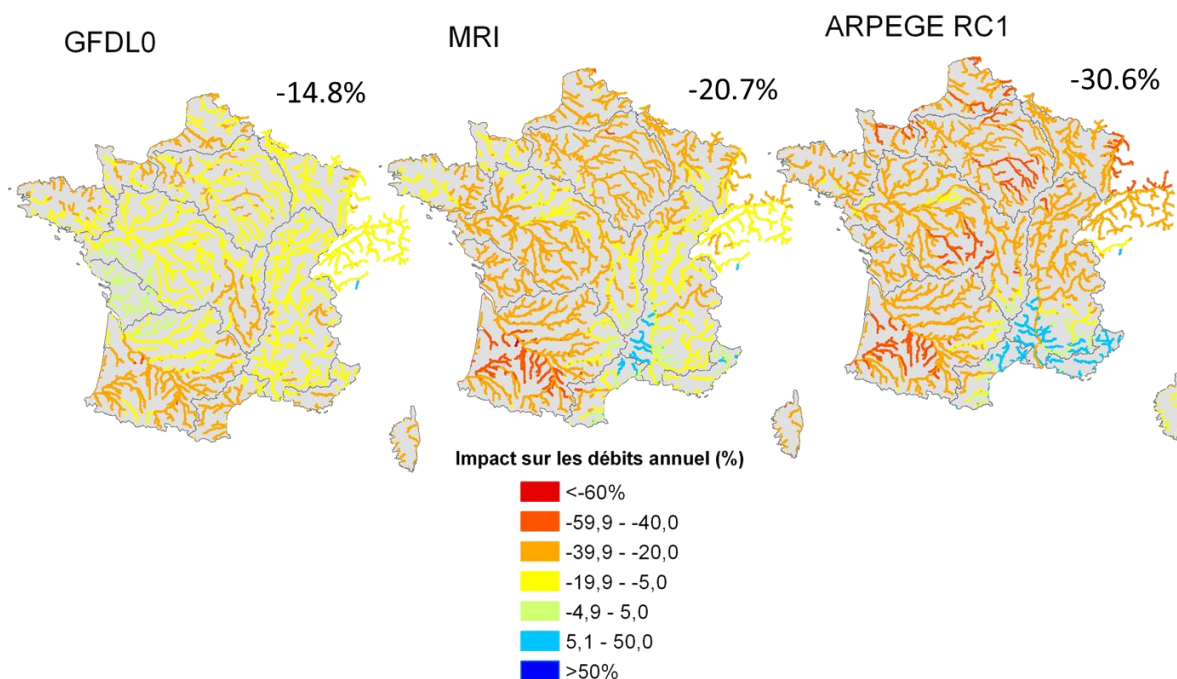 GFDL0
-14.8%
MRI
-20.7%
ARPEGE RC1
-30.6%
Impact sur les débits annuel (%)
<-60%
-59,9 - -40,0
-39,9 - -20,0
-19,9 - -5,0
-4,9 - 5,0
5,1 - 50,0
>50%